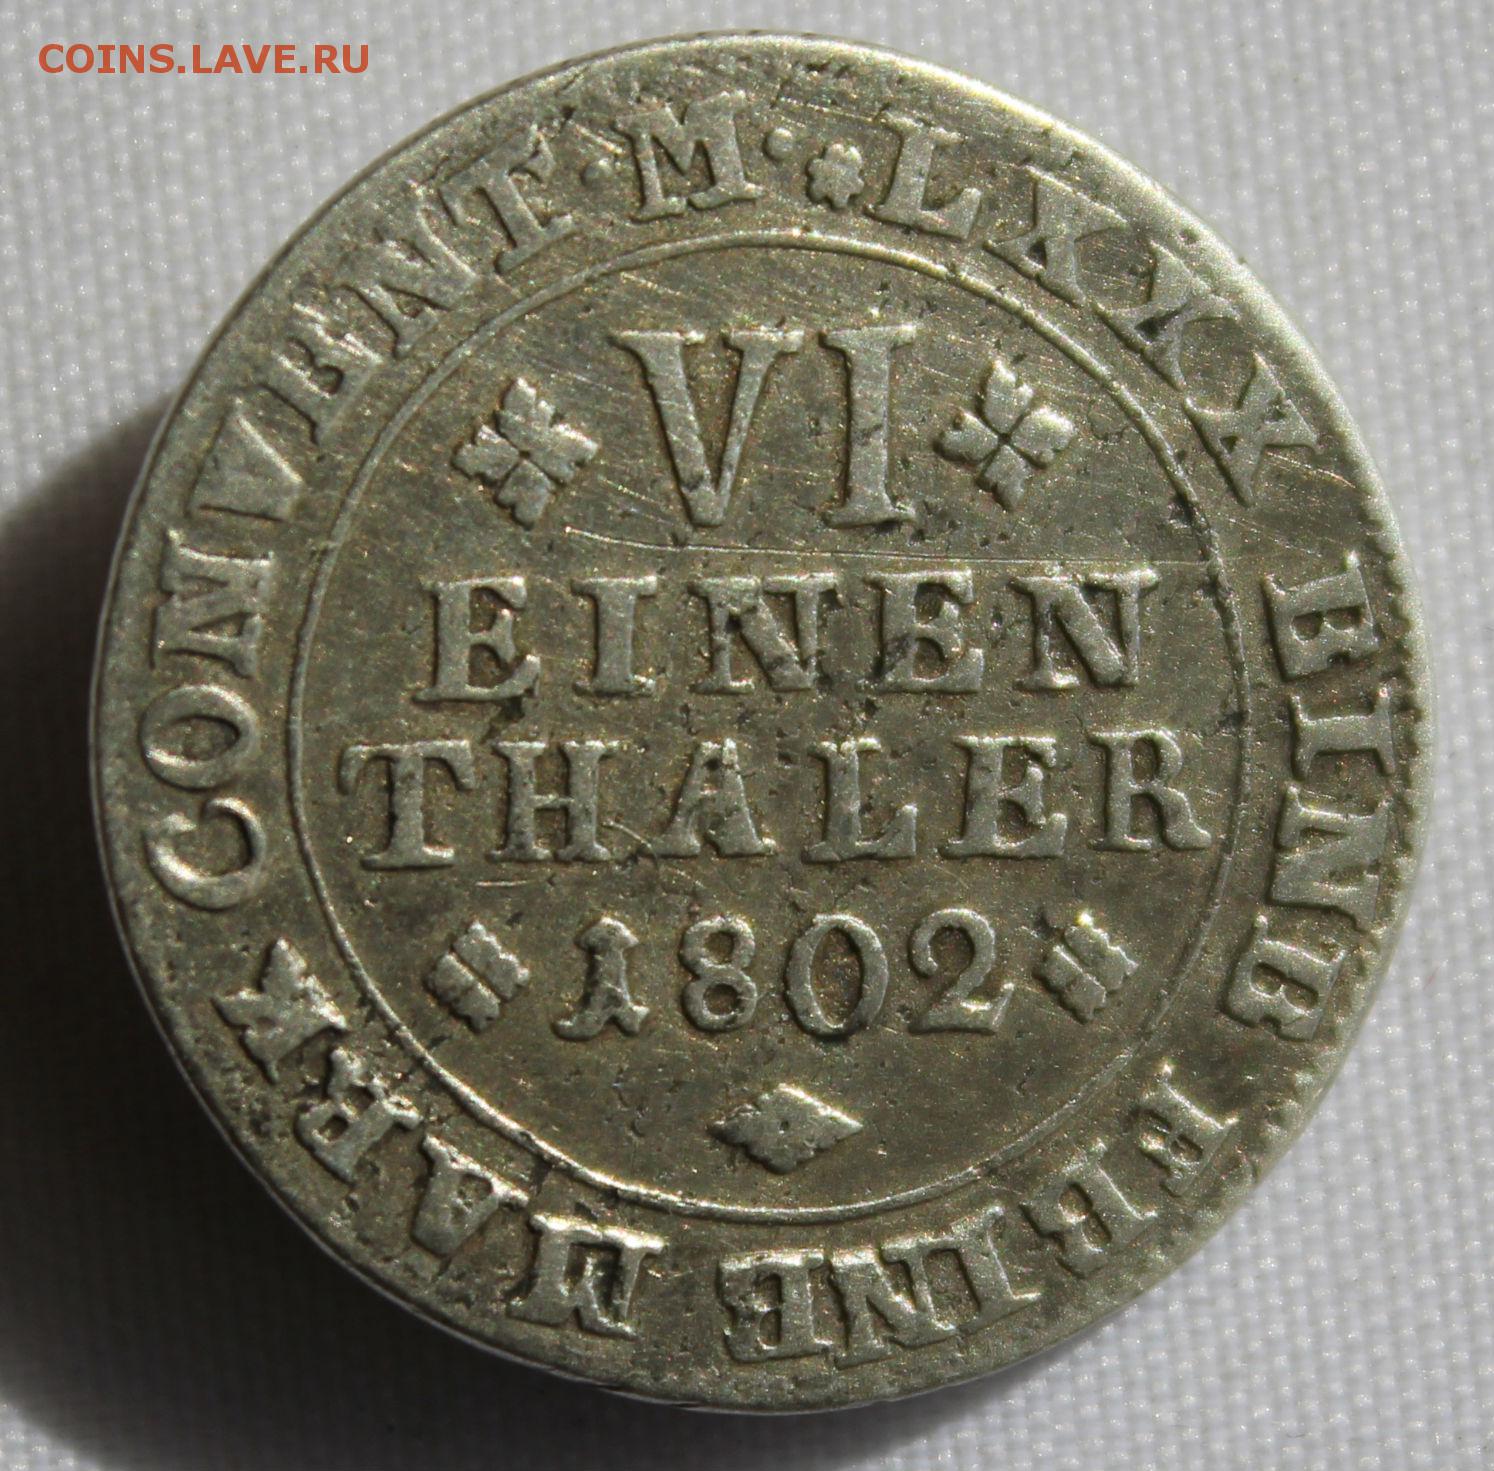 COINS.LAVE.RU
LXXX EINE FEINE MARK CONVENT·M·
VI
EINEN
THALER
1802